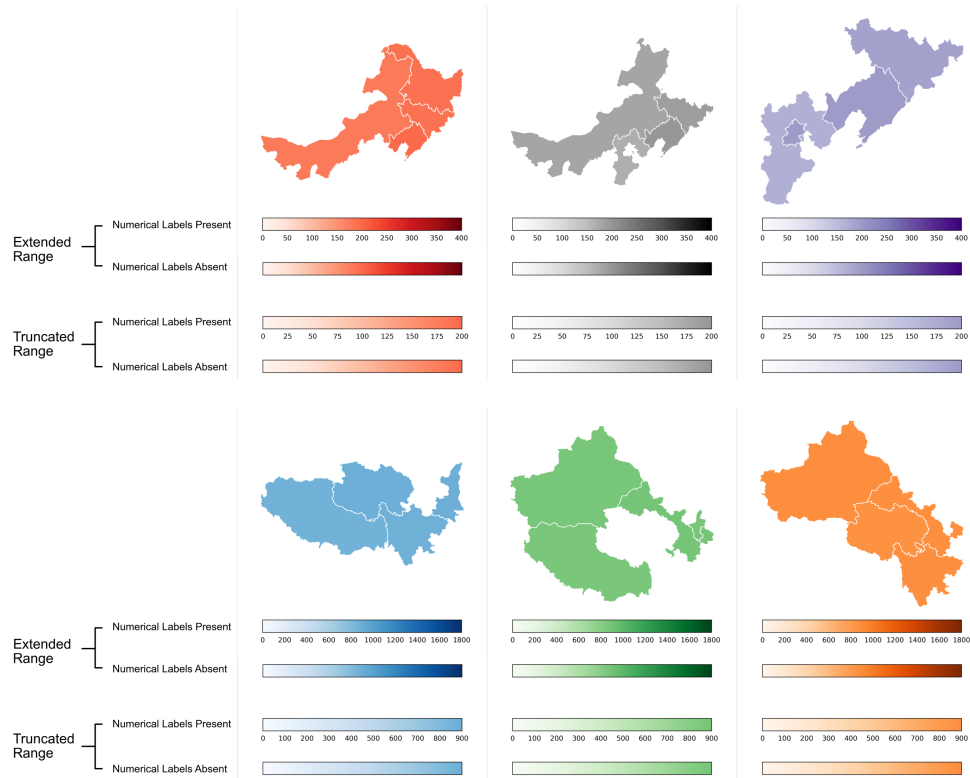 Numerical Labels Present
0 50 100 150 200 250 300 350 400
0 50 100 150 200 250 300 350 400
0 50 100 150 200 250 300 350 400
Extended
Range
Numerical Labels Absent
Numerical Labels Present
0 25 50 75 100 125 150 175 200
0 25 50 75 100 125 150 175 200
0 25 50 75 100 125 150 175 200
Truncated
Range
Numerical Labels Absent
Numerical Labels Present
0 200 400 600 800 1000 1200 1400 1600 1800
0 200 400 600 800 1000 1200 1400 1600 1800
0 200 400 600 800 1000 1200 1400 1600 1800
Extended
Range
Numerical Labels Absent
Numerical Labels Present
0 100 200 300 400 500 600 700 800 900
0 100 200 300 400 500 600 700 800 900
0 100 200 300 400 500 600 700 800 900
Truncated
Range
Numerical Labels Absent